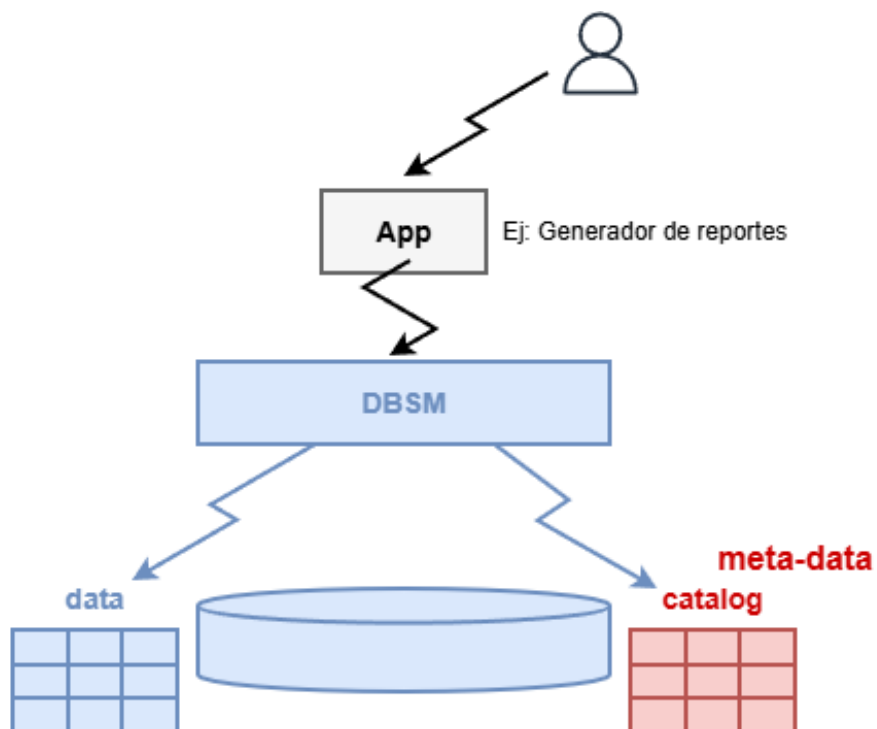 App
Ej: Generador de reportes
DBSM
meta-data
data
catalog